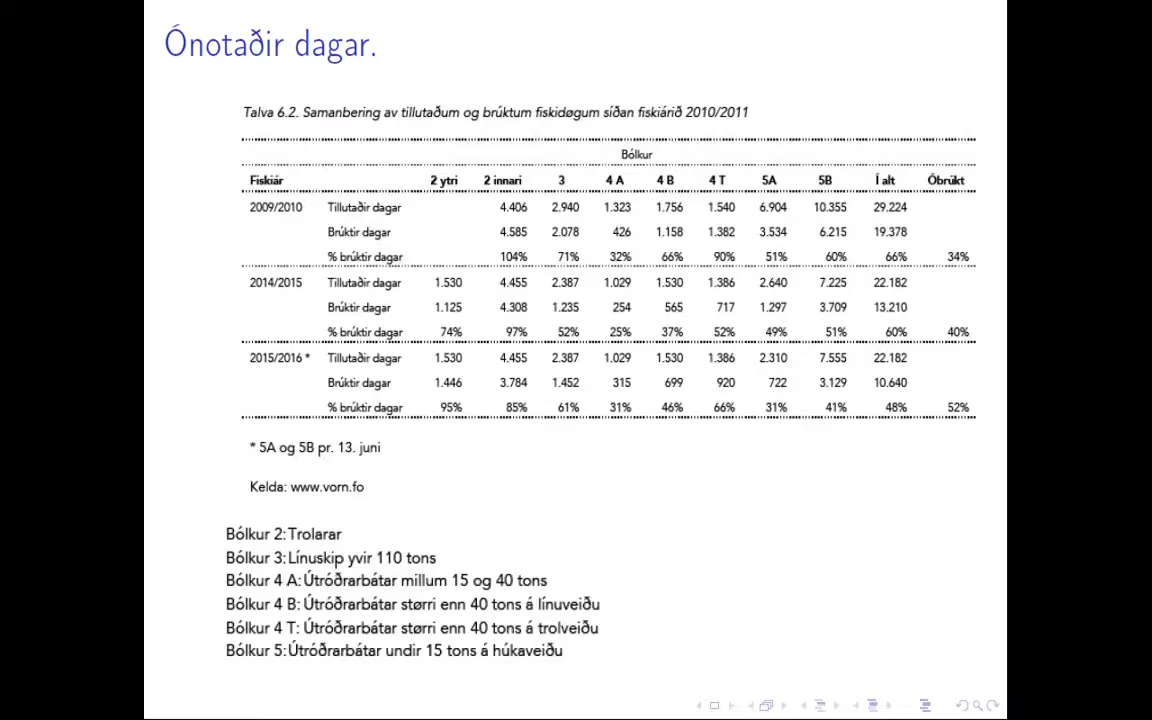 Ónotaðir dagar.
Talva 6.2. Samanbering av tillutaðum og brúktum fiskidøgum síðan fiskiárið 2010/2011
Bólkur
Fiskiár 2 ytri 2 innari 3 4 A 4 B 4 T 5A 5B Í alt Óbrúkt
2009/2010 Tillutaðir dagar 4.406 2.940 1.323 1.756 1.540 6.904 10.355 29.224
Brúktir dagar 4.585 2.078 426 1.158 1.382 3.534 6.215 19.378
% brúktir dagar 104% 71% 32% 66% 90% 51% 60% 66% 34%
2014/2015 Tillutaðir dagar 1.530 4.455 2.387 1.029 1.530 1.386 2.640 7.225 22.182
Brúktir dagar 1.125 4.308 1.235 254 565 717 1.297 3.709 13.210
% brúktir dagar 74% 97% 52% 25% 37% 52% 49% 51% 60% 40%
2015/2016 * Tillutaðir dagar 1.530 4.455 2.387 1.029 1.530 1.386 2.310 7.555 22.182
Brúktir dagar 1.446 3.784 1.452 315 699 920 722 3.129 10.640
% brúktir dagar 95% 85% 61% 31% 46% 66% 31% 41% 48% 52%
* 5A og 5B pr. 13. juni
Kelda: www.vorn.fo
Bólkur 2: Trolarar
Bólkur 3: Línuskip yvir 110 tons
Bólkur 4 A: Útróðrarbátar millum 15 og 40 tons
Bólkur 4 B: Útróðrarbátar størri enn 40 tons á línuveiðu
Bólkur 4 T: Útróðrarbátar størri enn 40 tons á trolveiðu
Bólkur 5: Útróðrarbátar undir 15 tons á húkaveiðu